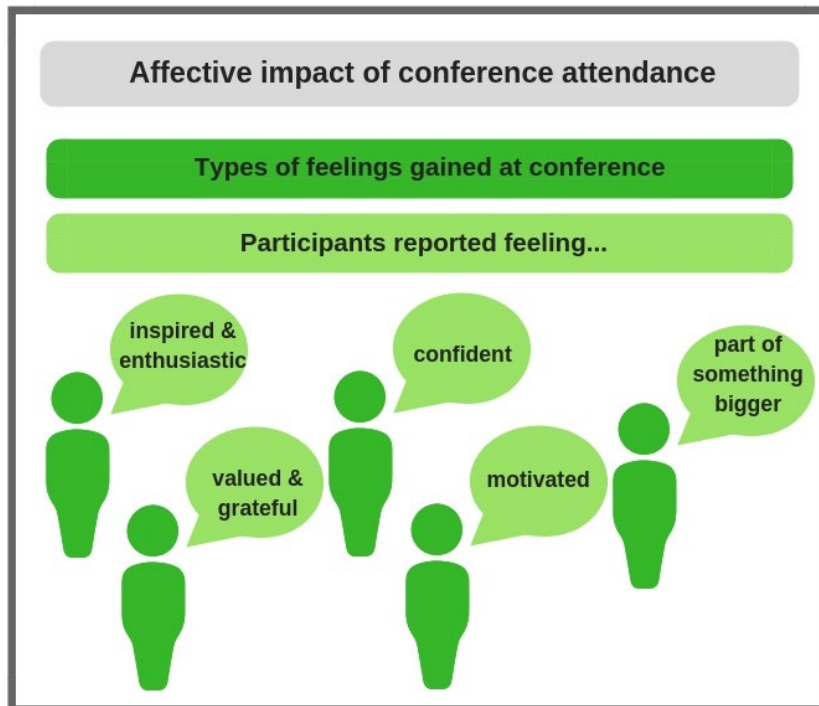 Affective impact of conference attendance
Types of feelings gained at conference
Participants reported feeling...
inspired &
enthusiastic
valued &
grateful
confident
motivated
part of
something
bigger